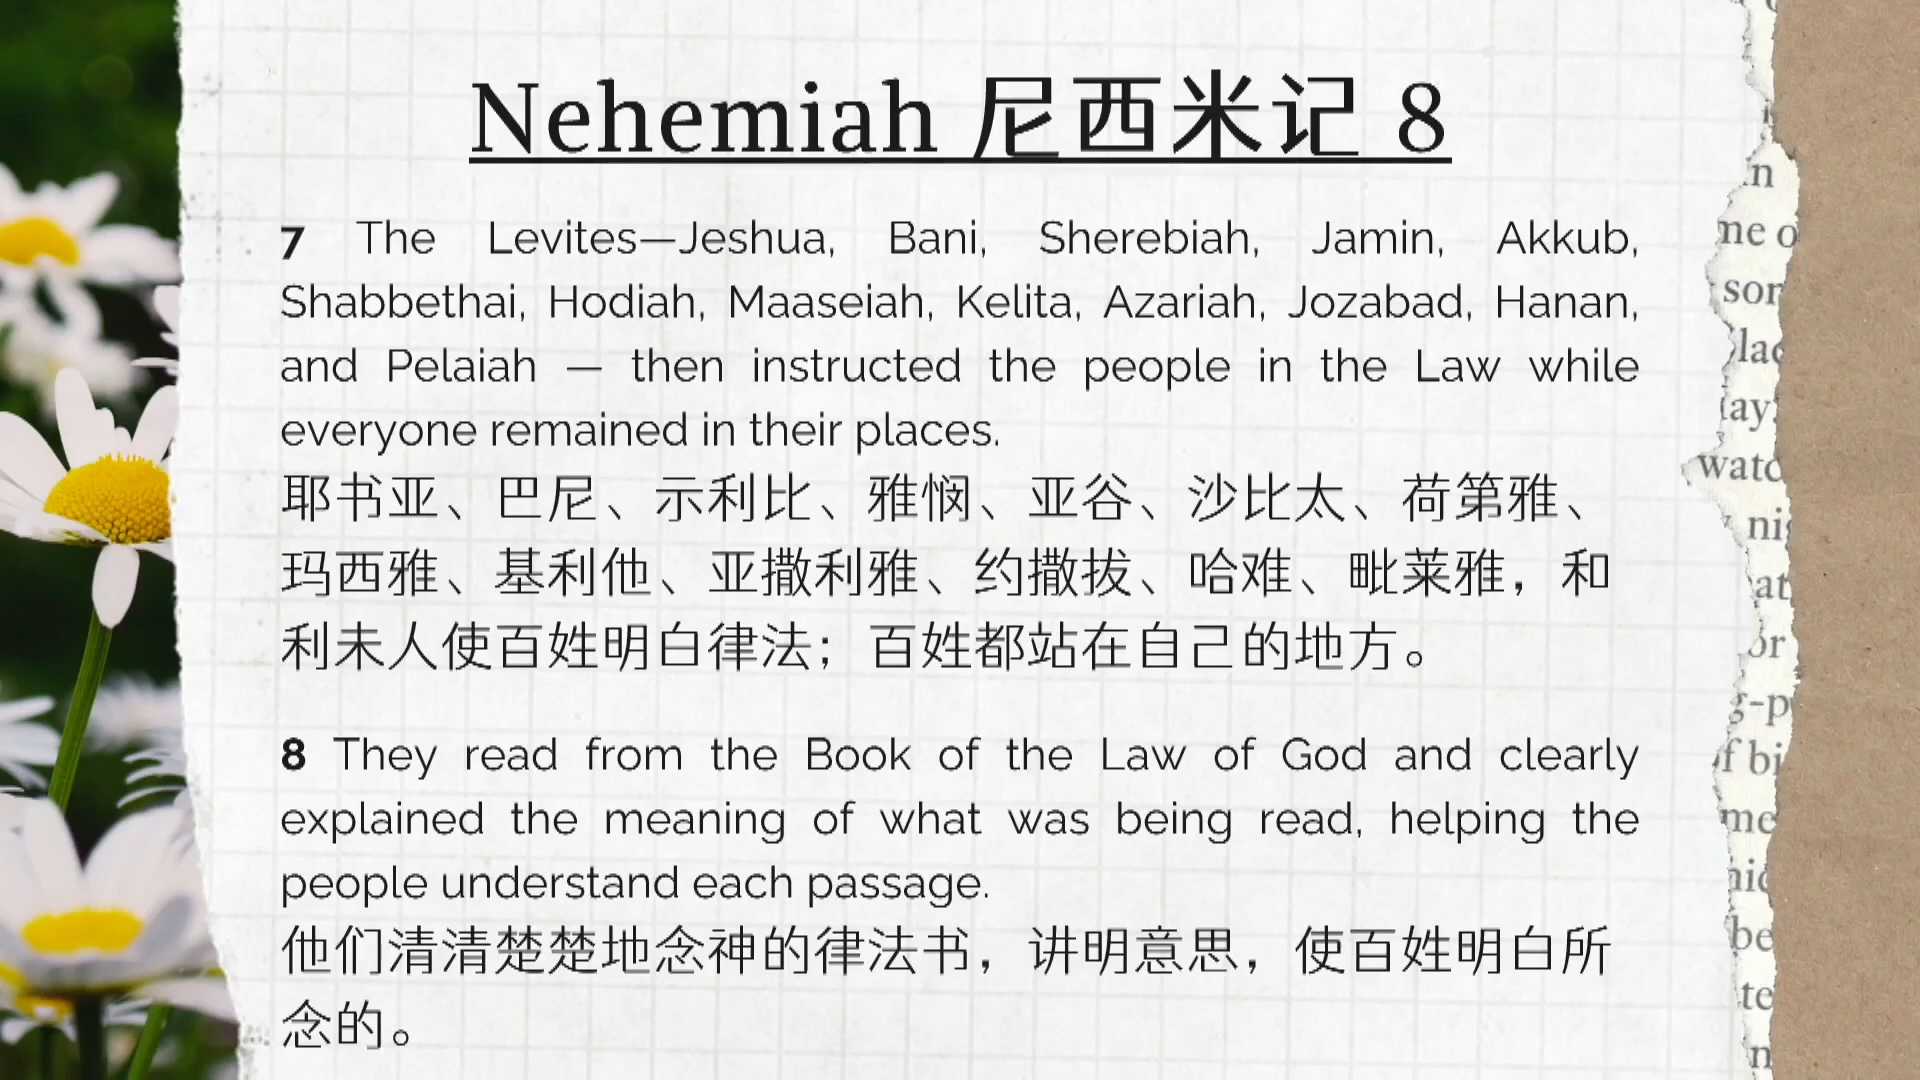 Nehemiah 尼西米记 8
7 The Levites—Jeshua, Bani, Sherebiah, Jamin, Akkub,
Shabbethai, Hodiah, Maaseiah, Kelita, Azariah, Jozabad, Hanan,
and Pelaiah — then instructed the people in the Law while
everyone remained in their places.
耶书亚、巴尼、示利比、雅悯、亚谷、沙比太、荷第雅、
玛西雅、基利他、亚撒利雅、约撒拔、哈难、毗莱雅，和
利未人使百姓明白律法；百姓都站在自己的地方。
8 They read from the Book of the Law of God and clearly
explained the meaning of what was being read, helping the
people understand each passage.
他们清清楚楚地念神的律法书，讲明意思，使百姓明白所
念的。